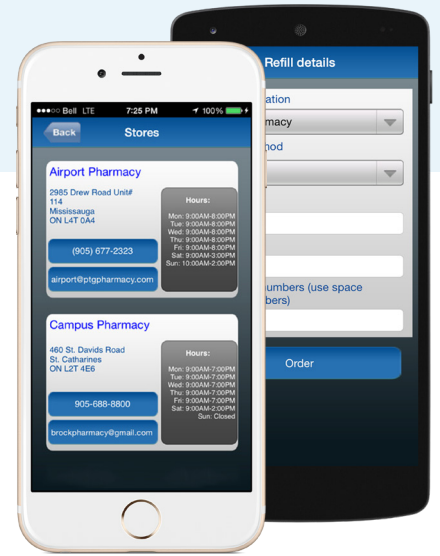 Refill details
ation
macy
nod
numbers (use space
bers)
Order
Bell LTE 7:25 PM 100%
Back
Stores
Airport Pharmacy
2985 Drew Road Unit#
114
Mississauga
ON L4T 0A4
(905) 677-2323
airport@ptgpharmacy.com
Hours:
Mon: 9:00AM-8:00PM
Tue: 9:00AM-8:00PM
Wed: 9:00AM-8:00PM
Thu: 9:00AM-8:00PM
Fri: 9:00AM-8:00PM
Sat: 9:00AM-3:00PM
Sun: 10:00AM-2:00PM
Campus Pharmacy
460 St. Davids Road
St. Catharines
ON L2T 4E6
905-688-8800
brockpharmacy@gmail.com
Hours:
Mon: 9:00AM-7:00PM
Tue: 9:00AM-7:00PM
Wed: 9:00AM-7:00PM
Thu: 9:00AM-7:00PM
Fri: 9:00AM-7:00PM
Sat: 9:00AM-2:00PM
Sun: Closed